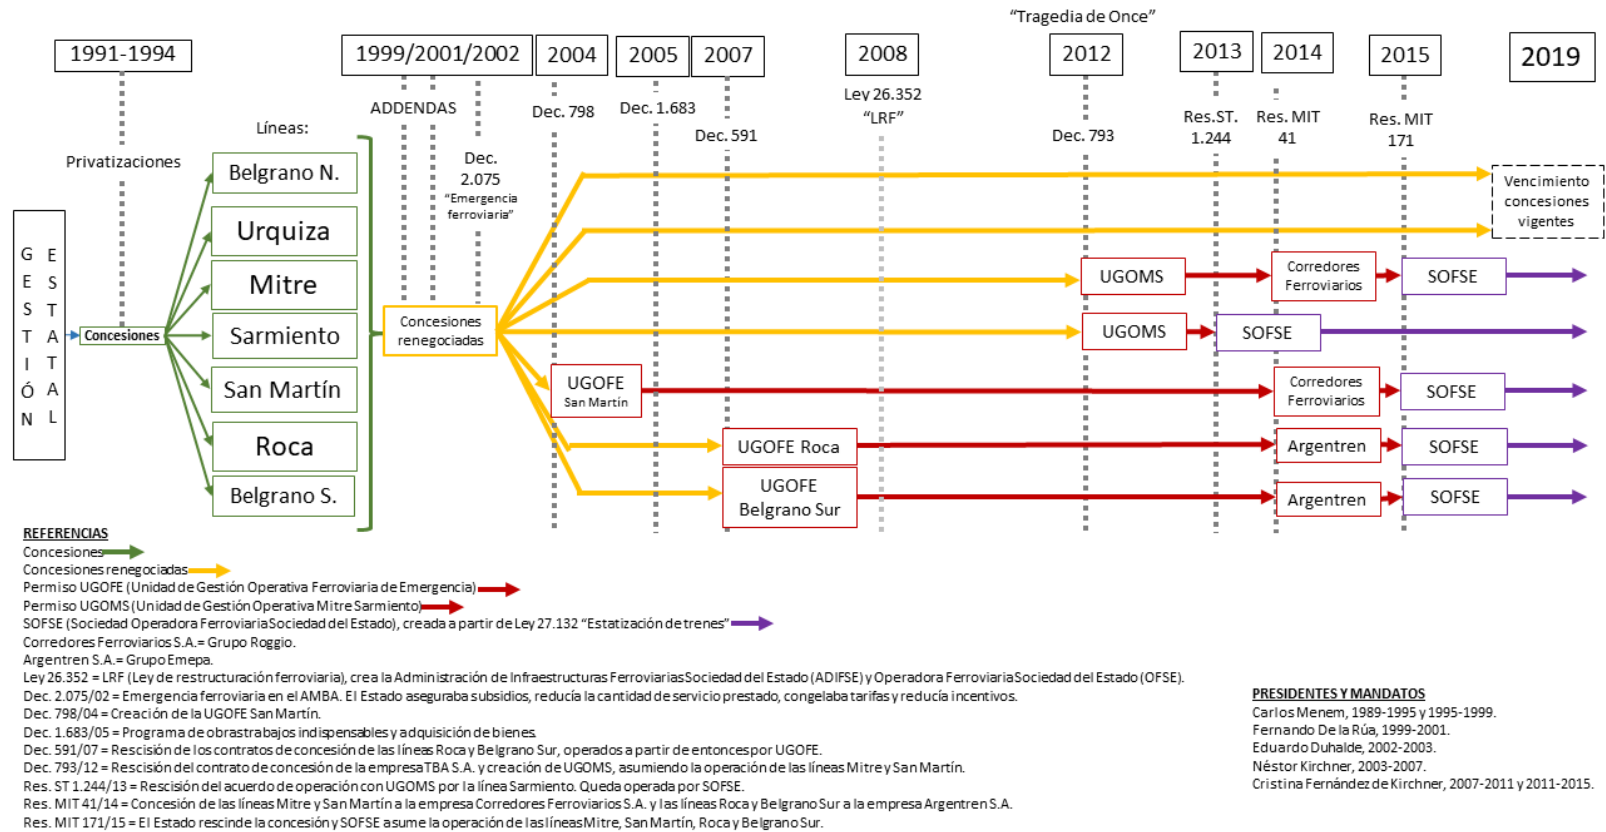 “Tragedia de Once”
1991-1994
1999/2001/2002
2004
2005
2007
2008
2012
2013
2014
2015
2019
ADDENDAS
Dec. 798
Dec. 1.683
Dec. 591
Ley 26.352
“LRF”
Dec. 793
Res.ST.
1.244
Res. MIT
41
Res. MIT
171
Privatizaciones
Líneas:
Dec.
2.075
“Emergencia
ferroviaria”
GESTIÓN
ESTATAL
Concesiones
Belgrano N.
Urquiza
Mitre
Sarmiento
San Martín
Roca
Belgrano S.
Concesiones
renegociadas
Vencimiento
concesiones
vigentes
UGOMS
Corredores
Ferroviarios
SOFSE
UGOMS
SOFSE
UGOFE
San Martín
Corredores
Ferroviarios
SOFSE
UGOFE Roca
Argentren
SOFSE
UGOFE
Belgrano Sur
Argentren
SOFSE
REFERENCIAS
Concesiones
Concesiones renegociadas
Permiso UGOFE (Unidad de Gestión Operativa Ferroviaria de Emergencia)
Permiso UGOMS (Unidad de Gestión Operativa Mitre Sarmiento)
SOFSE (Sociedad Operadora Ferroviaria Sociedad del Estado), creada a partir de Ley 27.132 “Estatización de trenes”
Corredores Ferroviarios S.A.= Grupo Roggio.
Argentren S.A.= Grupo Emepa.
Ley 26.352 = LRF (Ley de restructuración ferroviaria), crea la Administración de Infraestructuras Ferroviarias Sociedad del Estado (ADIFSE) y Operadora Ferroviaria Sociedad del Estado (OFSE).
Dec. 2.075/02 = Emergencia ferroviaria en el AMBA. El Estado aseguraba subsidios, reducía la cantidad de servicio prestado, congelaba tarifas y reducía incentivos.
Dec. 798/04 = Creación de la UGOFE San Martín.
Dec. 1.683/05 = Programa de obras trabajos indispensables y adquisición de bienes.
Dec. 591/07 = Rescisión de los contratos de concesión de las líneas Roca y Belgrano Sur, operados a partir de entonces por UGOFE.
Dec. 793/12 = Rescisión del contrato de concesión de la empresa TBA S.A. y creación de UGOMS, asumiendo la operación de las líneas Mitre y San Martín.
Res. ST 1.244/13 = Rescisión del acuerdo de operación con UGOMS por la línea Sarmiento. Queda operada por SOFSE.
Res. MIT 41/14 = Concesión de las líneas Mitre y San Martín a la empresa Corredores Ferroviarios S.A. y las líneas Roca y Belgrano Sur a la empresa Argentren S.A.
Res. MIT 171/15 = El Estado rescinde la concesión y SOFSE asume la operación de las líneas Mitre, San Martín, Roca y Belgrano Sur.
PRESIDENTES Y MANDATOS
Carlos Menem, 1989-1995 y 1995-1999.
Fernando De la Rúa, 1999-2001.
Eduardo Duhalde, 2002-2003.
Néstor Kirchner, 2003-2007.
Cristina Fernández de Kirchner, 2007-2011 y 2011-2015.